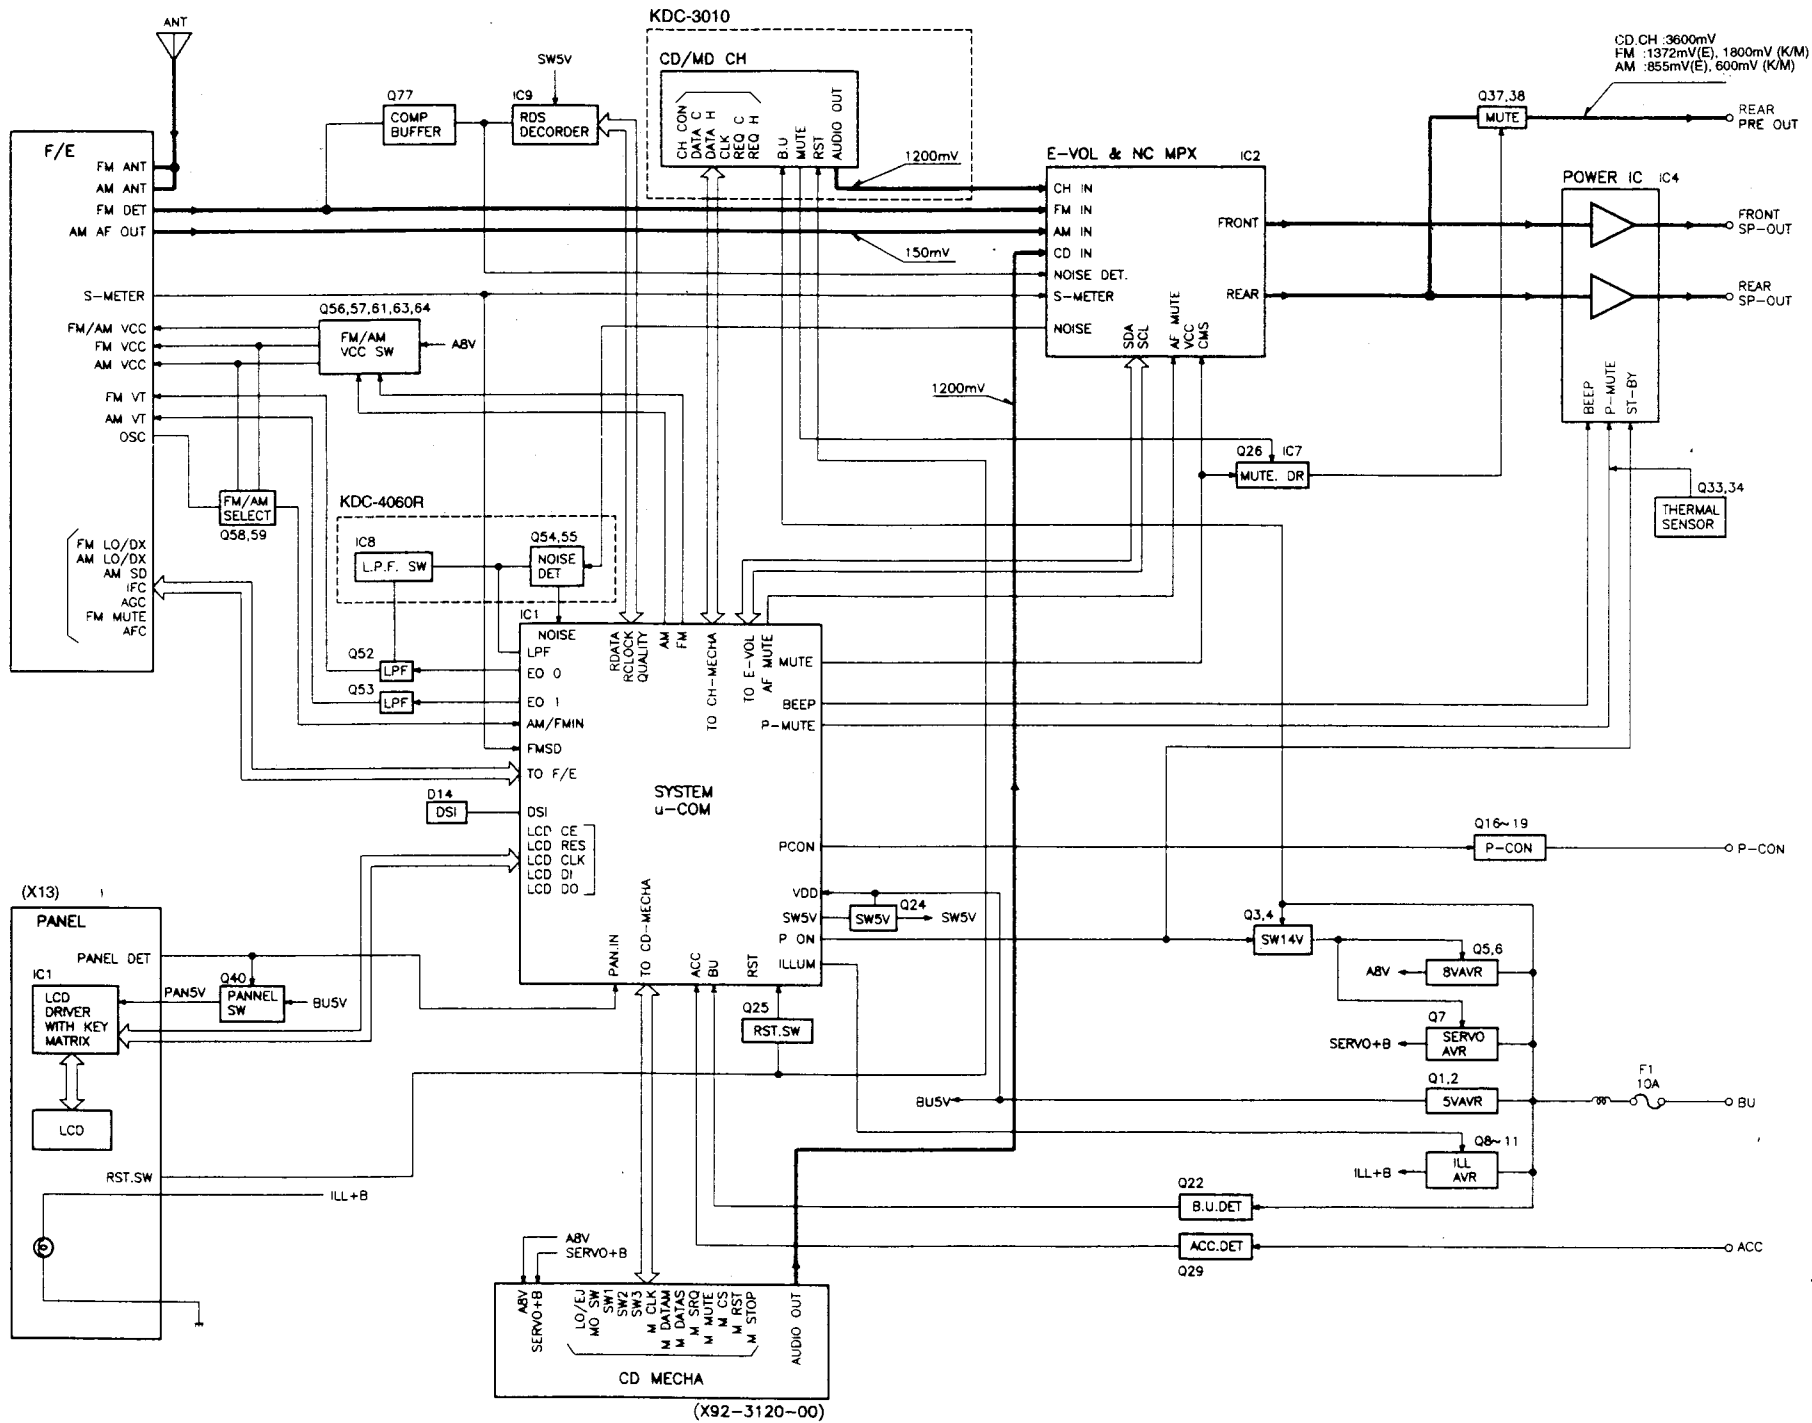 ANT
KDC-3010
CD/MD CH
CH CON
DATA C
DATA H
CLK
REQ C
REQ H
B.U
MUTE
RST
AUDIO OUT
SW5V
Q77
COMP
BUFFER
IC9
RDS
DECORDER
1200mV
CD.CH :3600mV
FM :1372mV(E), 1800mV (K/M)
AM :855mV(E), 600mV (K/M)
Q37,38
MUTE
REAR
PRE OUT
F/E
FM ANT
AM ANT
FM DET
AM AF OUT
S-METER
FM/AM VCC
FM VCC
AM VCC
FM VT
AM VT
OSC
FM LO/DX
AM LO/DX
AM SD
IFC
AGC
FM MUTE
AFC
150mV
E-VOL & NC MPX
IC2
CH IN
FM IN
AM IN
CD IN
NOISE DET.
S-METER
NOISE
FRONT
REAR
SDA
SCL
AF MUTE
VCC
CMS
POWER IC
IC4
FRONT
SP-OUT
REAR
SP-OUT
BEEP
P-MUTE
ST-BY
Q56,57,61,63,64
FM/AM
VCC SW
A8V
1200mV
Q26
IC7
MUTE. DR
Q33,34
THERMAL
SENSOR
FM/AM
SELECT
Q58,59
KDC-4060R
IC8
L.P.F. SW
Q54,55
NOISE
DET
Q52
LPF
Q53
LPF
IC1
NOISE
LPF
EO 0
EO 1
AM/FMIN
FMSD
TO F/E
DSI
LCD CE
LCD RES
LCD CLK
LCD DI
LCD DO
RDATA
RCLOCK
QUALITY
AM
FM
TO CH-MECHA
TO E-VOL
AF MUTE
MUTE
BEEP
P-MUTE
SYSTEM
u-COM
PCON
VDD
SW5V
P ON
ILLUM
PAN.IN
TO CD-MECHA
ACC
BU
RST
D14
DSI
Q16~19
P-CON
P-CON
Q24
SW5V
SW5V
Q3,4
SW14V
Q5,6
8VAVR
A8V
Q7
SERVO
AVR
SERVO+B
Q1,2
5VAVR
BU5V
F1
10A
BU
Q8~11
ILL
AVR
ILL+B
Q22
B.U.DET
ACC.DET
Q29
ACC
Q25
RST.SW
(X13)
PANEL
PANEL DET
IC1
LCD
DRIVER
WITH KEY
MATRIX
PAN5V
Q40
PANNEL
SW
BU5V
LCD
RST.SW
ILL+B
A8V
SERVO+B
A8V
SERVO+B
LO/EJ
MO SW
SW1
SW2
SW3
M CLK
M DATAM
M DATAS
M SRQ
M MUTE
M CS
M RST
M STOP
AUDIO OUT
CD MECHA
(X92-3120-00)